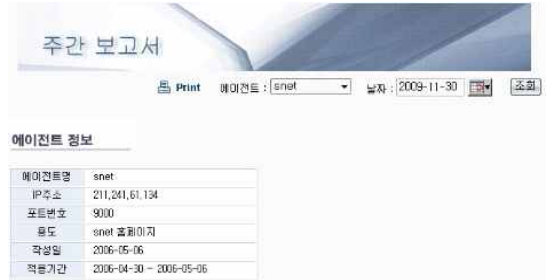 주간 보고서
Print 에이전트 : snet 날짜 : 2009-11-30 조회
에이전트 정보
에이전트명 snet
IP주소 211,241,61,134
포트번호 9000
용도 snet 홈페이지
작성일 2006-05-06
적용기간 2006-04-30 ~ 2006-05-06